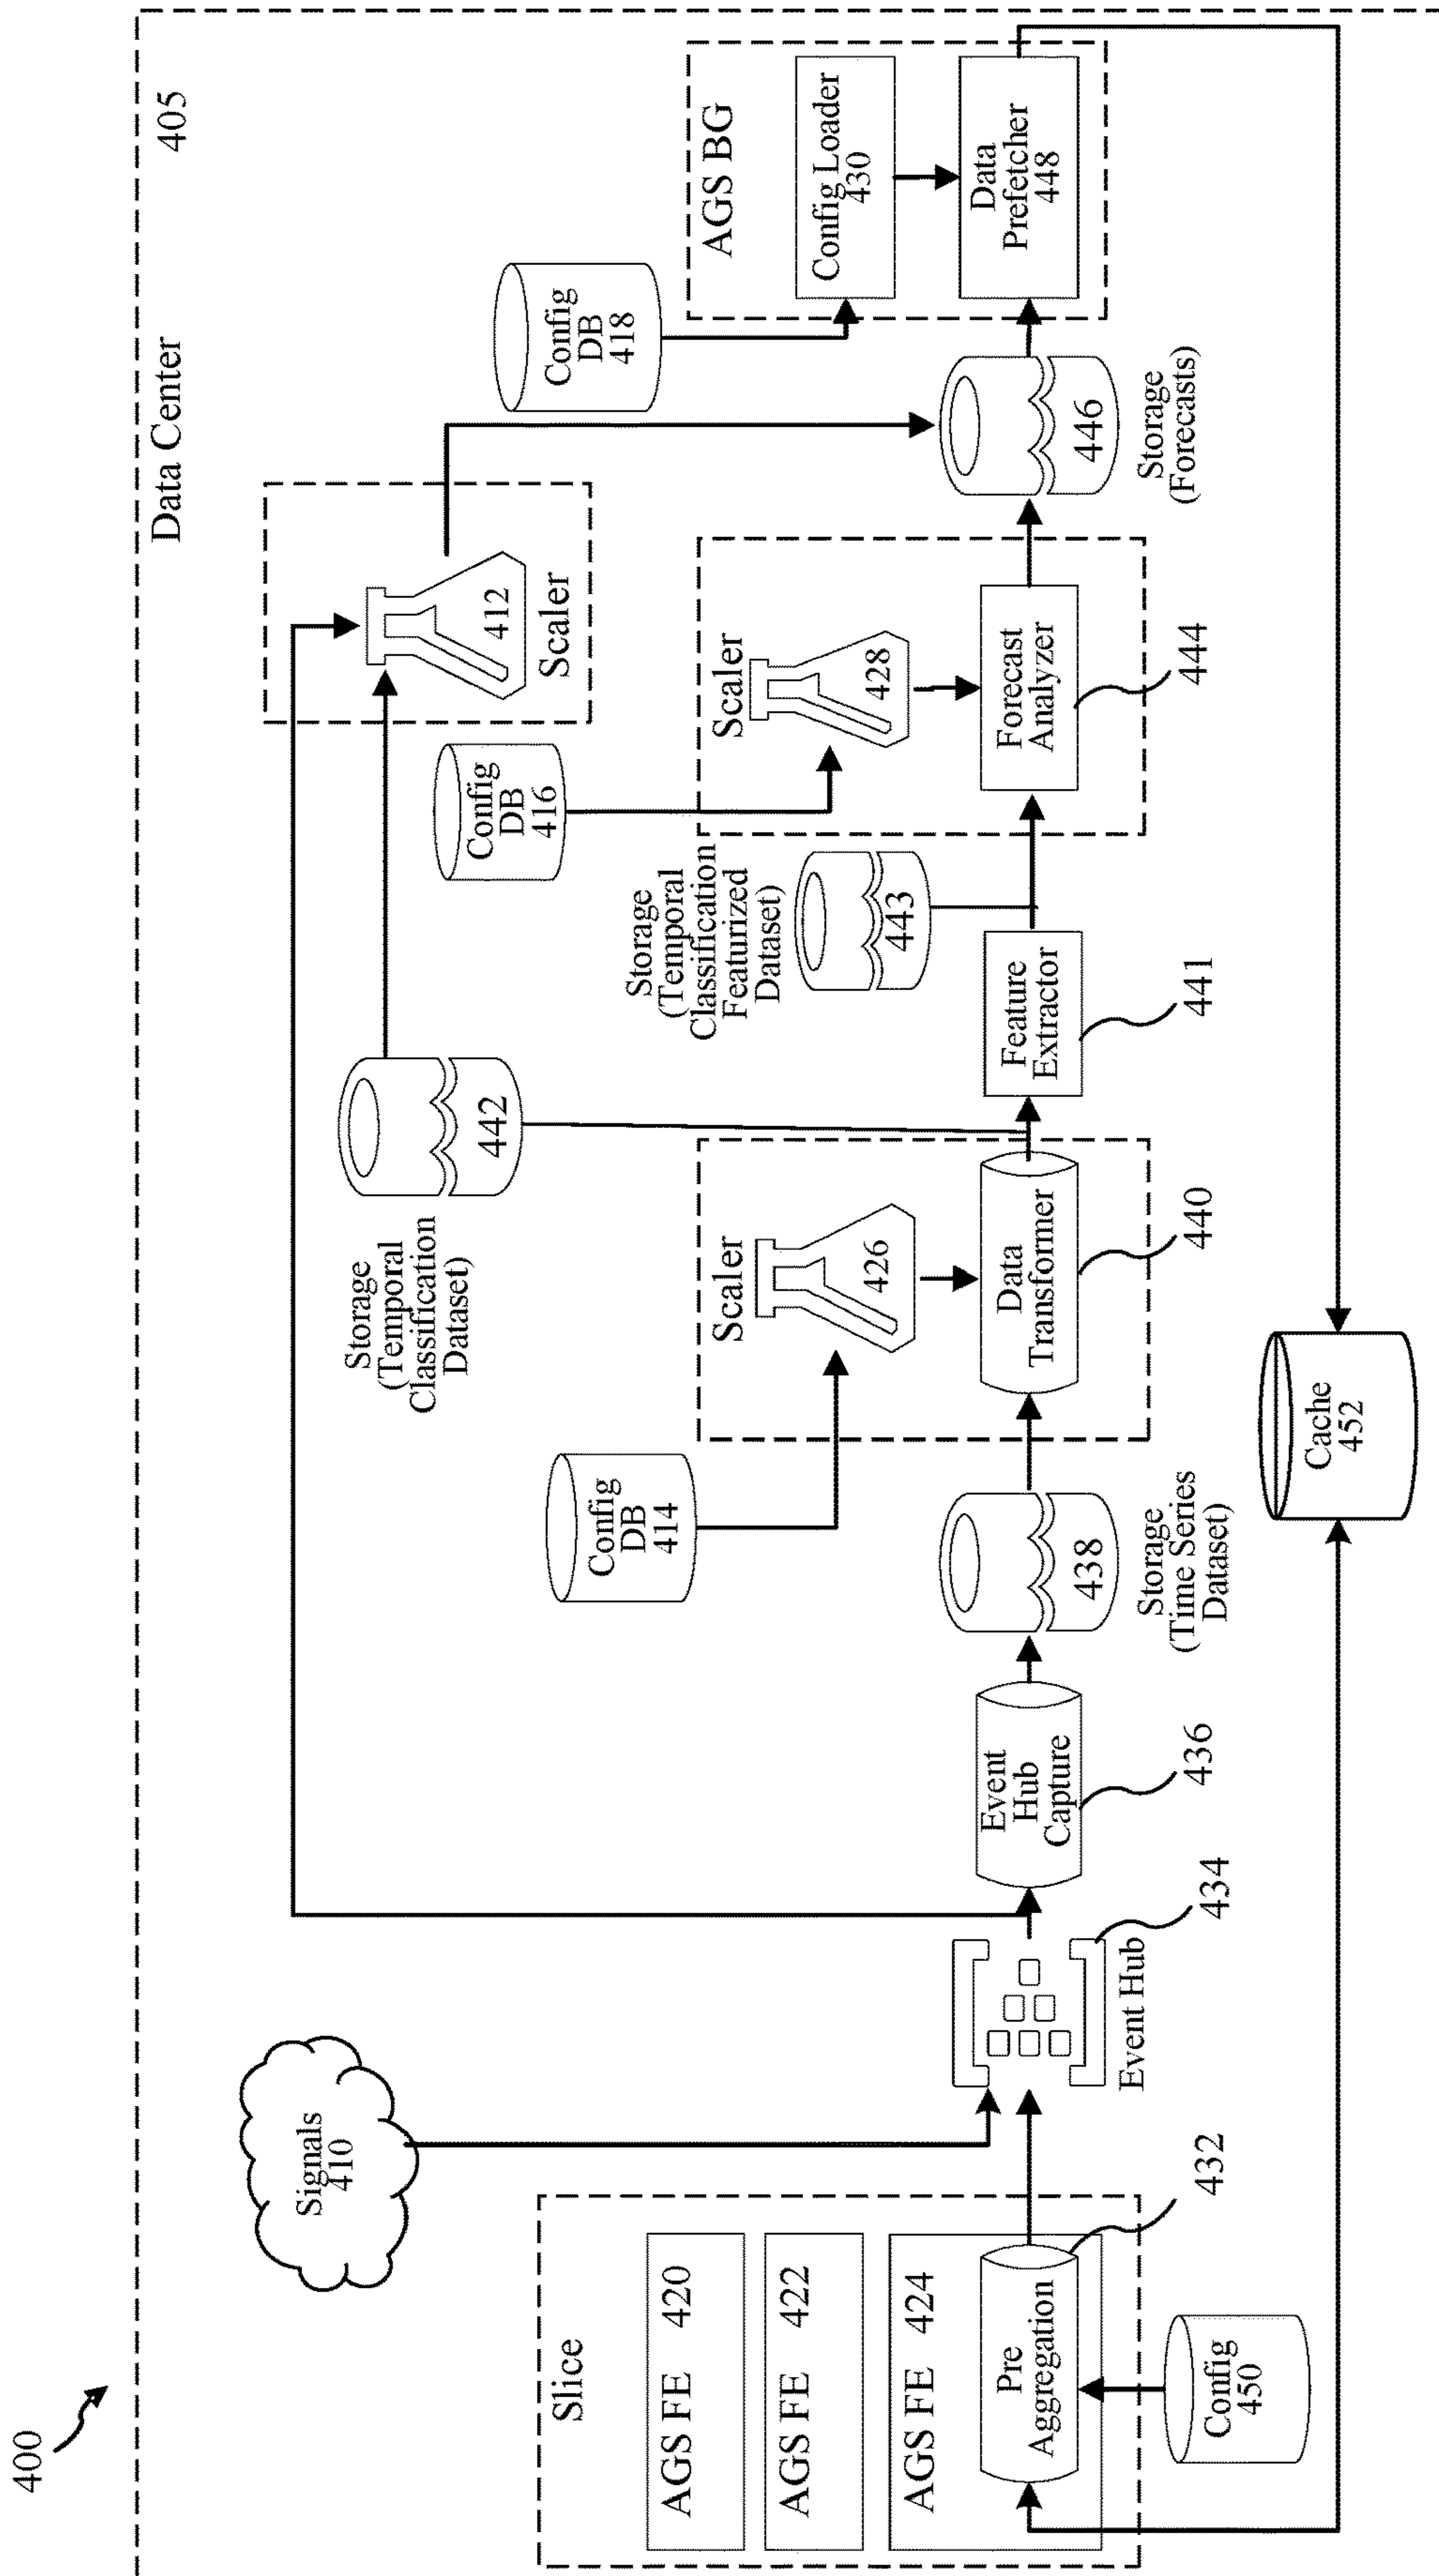 400
Data Center
405
Signals
410
Slice
AGS FE 420
AGS FE 422
AGS FE 424
Pre
Aggregation
432
Config
450
Event Hub
434
Event
Hub
Capture
436
Storage
(Time Series
Dataset)
438
Config
DB
414
Scaler
426
Data
Transformer
440
Storage
(Temporal
Classification
Dataset)
442
Feature
Extractor
441
Storage
(Temporal
Classification
Featurized
Dataset)
443
Config
DB
416
Scaler
428
Forecast
Analyzer
444
412
Scaler
446
Storage
(Forecasts)
Config
DB
418
AGS BG
Config Loader
430
Data
Prefetcher
448
Cache
452